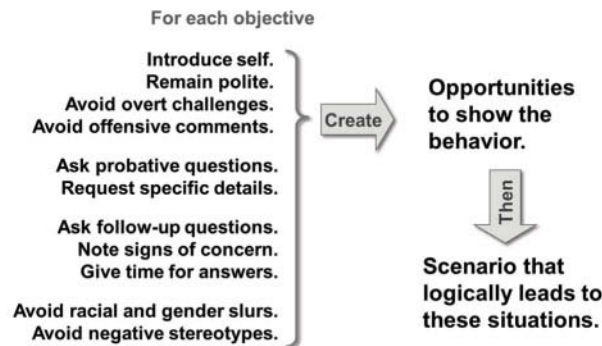 For each objective
Introduce self.
Remain polite.
Avoid overt challenges.
Avoid offensive comments.
Ask probative questions.
Request specific details.
Ask follow-up questions.
Note signs of concern.
Give time for answers.
Avoid racial and gender slurs.
Avoid negative stereotypes.
Create
Opportunities
to show the
behavior.
Then
Scenario that
logically leads to
these situations.